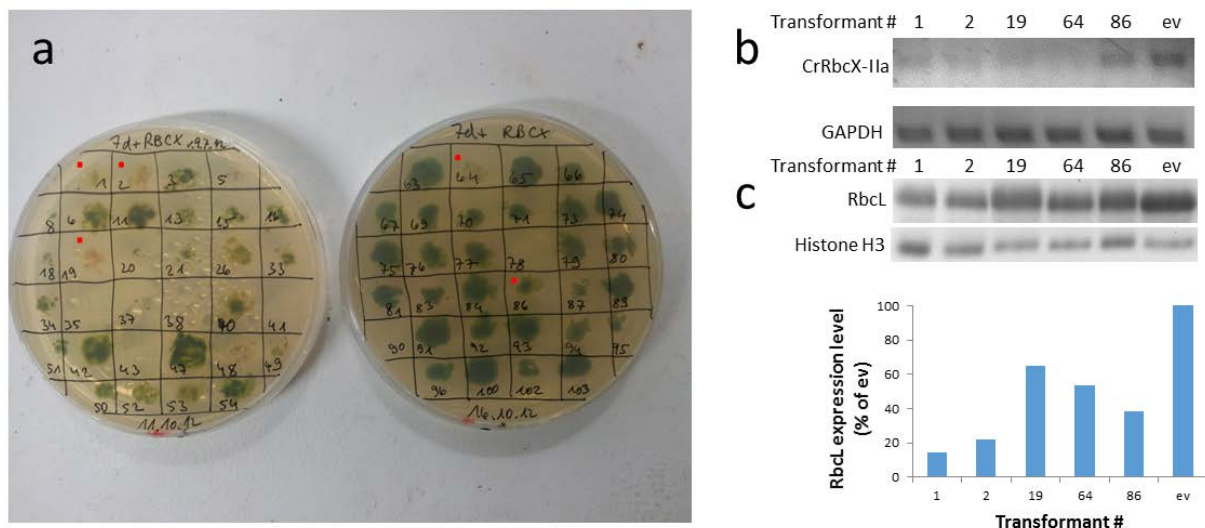 a
7d+RBCX
1 2 3 5
8 6 11 13 15 16
18 19 20 21 26 33
34 35 37 38 40 41
51 42 43 47 48 49
50 52 53 54
11.10.12
7d+ RBCX
63 64 65 66
67 69 70 71 73 74
75 76 77 78 79 80
81 83 84 86 87 89
90 91 92 93 94 95
96 100 102 103
16.10.12
b
Transformant # 1 2 19 64 86 ev
CrRbcX-IIa
GAPDH
Transformant # 1 2 19 64 86 ev
c
RbcL
Histone H3
RbcL expression level
(% of ev)
100
80
60
40
20
0
1 2 19 64 86 ev
Transformant #